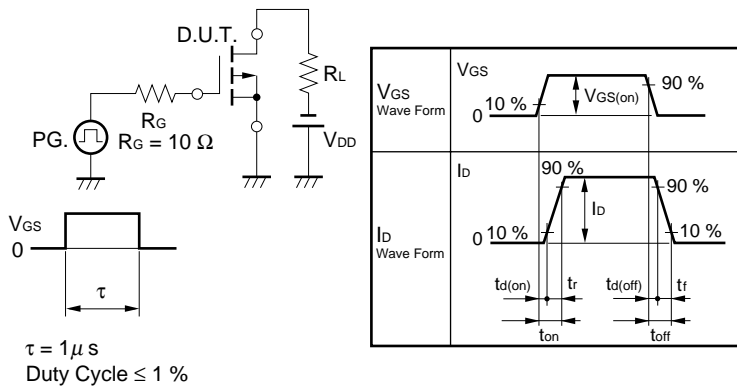 D.U.T.
RL
RG
RG = 10 Ω
PG.
VDD
VGS
0
τ
τ = 1μ s
Duty Cycle ≤ 1 %
VGS
Wave Form
VGS
10 %
0
VGS(on)
90 %
ID
Wave Form
ID
90 %
90 %
ID
0
10 %
10 %
td(on)
tr
td(off)
tf
ton
toff